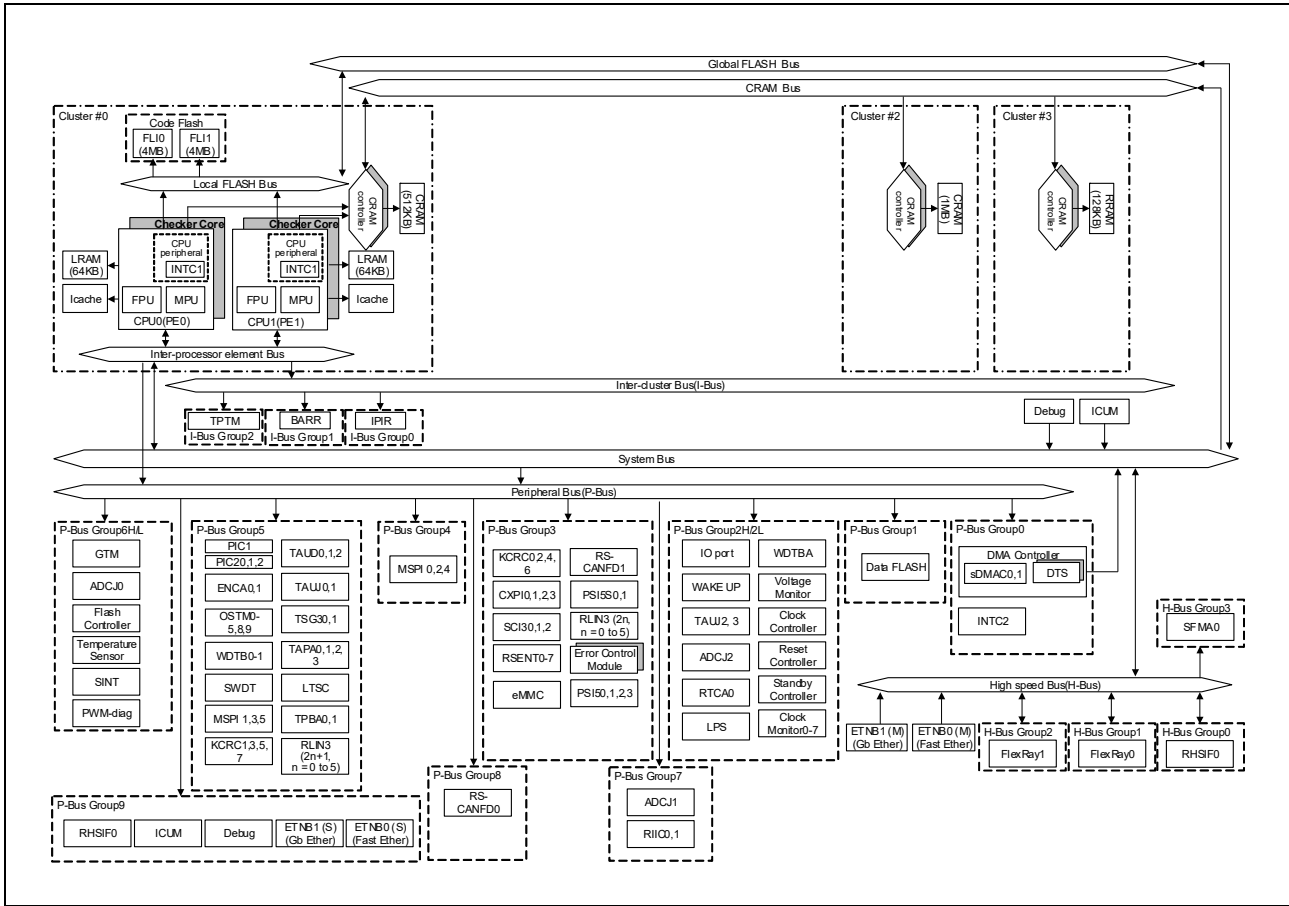 Global FLASH Bus
CRAM Bus
Cluster #0
Code Flash
FLI0
(4MB)
FLI1
(4MB)
Local FLASH Bus
CRAM
controller
CRAM
(512KB)
Checker Core
Checker Core
CPU
peripheral
INTC1
CPU
peripheral
INTC1
LRAM
(64KB)
LRAM
(64KB)
Icache
FPU
MPU
FPU
MPU
Icache
CPU0(PE0)
CPU1(PE1)
Inter-processor element Bus
Cluster #2
CRAM
controller
CRAM
(1MB)
Cluster #3
CRAM
controller
RRAM
(128KB)
Inter-cluster Bus(I-Bus)
TPTM
I-Bus Group2
BARR
I-Bus Group1
IPIR
I-Bus Group0
Debug
ICUM
System Bus
Peripheral Bus(P-Bus)
P-Bus Group6H/L
GTM
ADCJ0
Flash
Controller
Temperature
Sensor
SINT
PWM-diag
P-Bus Group5
PIC1
PIC20,1,2
ENCA0,1
OSTM0-
5,8,9
WDTB0-1
SWDT
MSPI 1,3,5
KCRC1,3,5,
7
TAUD0,1,2
TAUJ0,1
TSG30,1
TAPA0,1,2,
3
LTSC
TPBA0,1
RLIN3
(2n+1,
n = 0 to 5)
P-Bus Group4
MSPI 0,2,4
P-Bus Group3
KCRC0,2,4,
6
CXPI0,1,2,3
SCI30,1,2
RSENT0-7
eMMC
RS-
CANFD1
PSI5S0,1
RLIN3 (2n,
n = 0 to 5)
Error Control
Module
PSI50,1,2,3
P-Bus Group2H/2L
IO port
WAKE UP
TAUJ2, 3
ADCJ2
RTCA0
LPS
WDTBA
Voltage
Monitor
Clock
Controller
Reset
Controller
Standby
Controller
Clock
Monitor0-7
P-Bus Group1
Data FLASH
P-Bus Group0
DMA Controller
sDMAC0,1
DTS
INTC2
H-Bus Group3
SFMA0
High speed Bus(H-Bus)
ETNB1 (M)
(Gb Ether)
ETNB0 (M)
(Fast Ether)
H-Bus Group2
FlexRay1
H-Bus Group1
FlexRay0
H-Bus Group0
RHSIF0
P-Bus Group8
RS-
CANFD0
P-Bus Group7
ADCJ1
RIIC0,1
P-Bus Group9
RHSIF0
ICUM
Debug
ETNB1 (S)
(Gb Ether)
ETNB0 (S)
(Fast Ether)